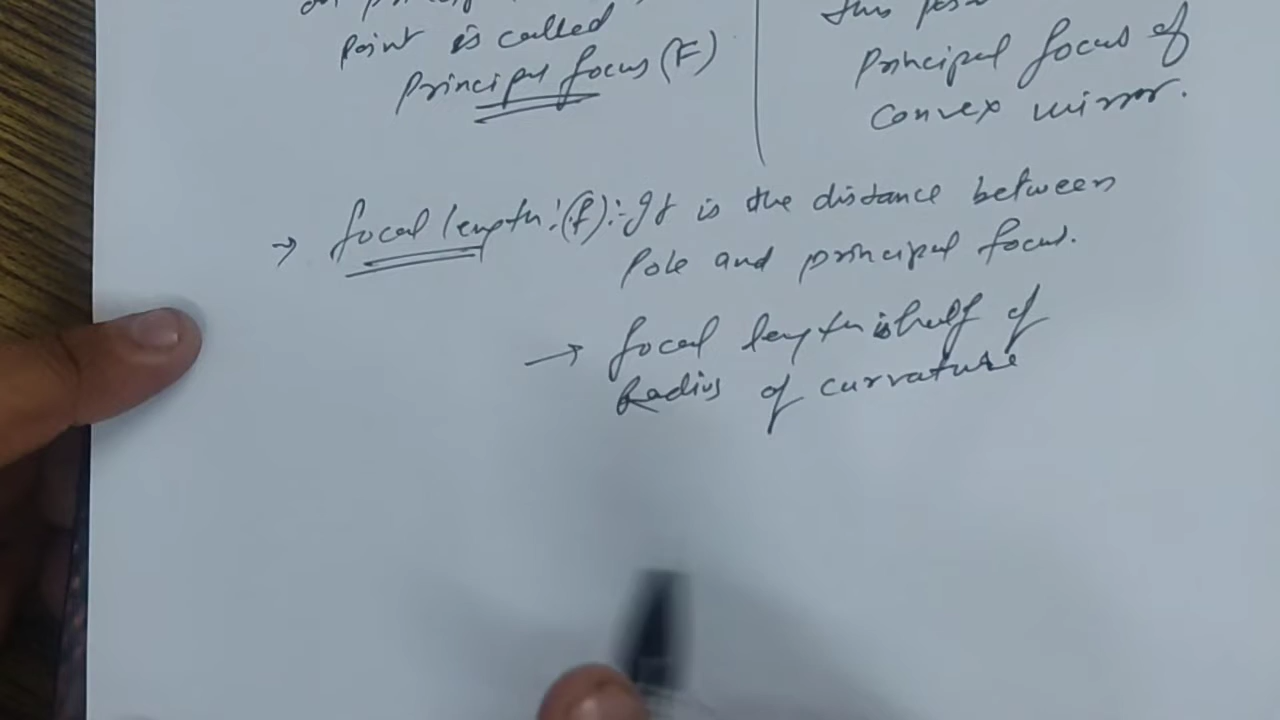 point is called
Principal focus (F)
this
Principal focus of
Convex mirror.
→ focal length:(f):- It is the distance between
Pole and principal focus.
→ focal length is half of
Radius of curvature